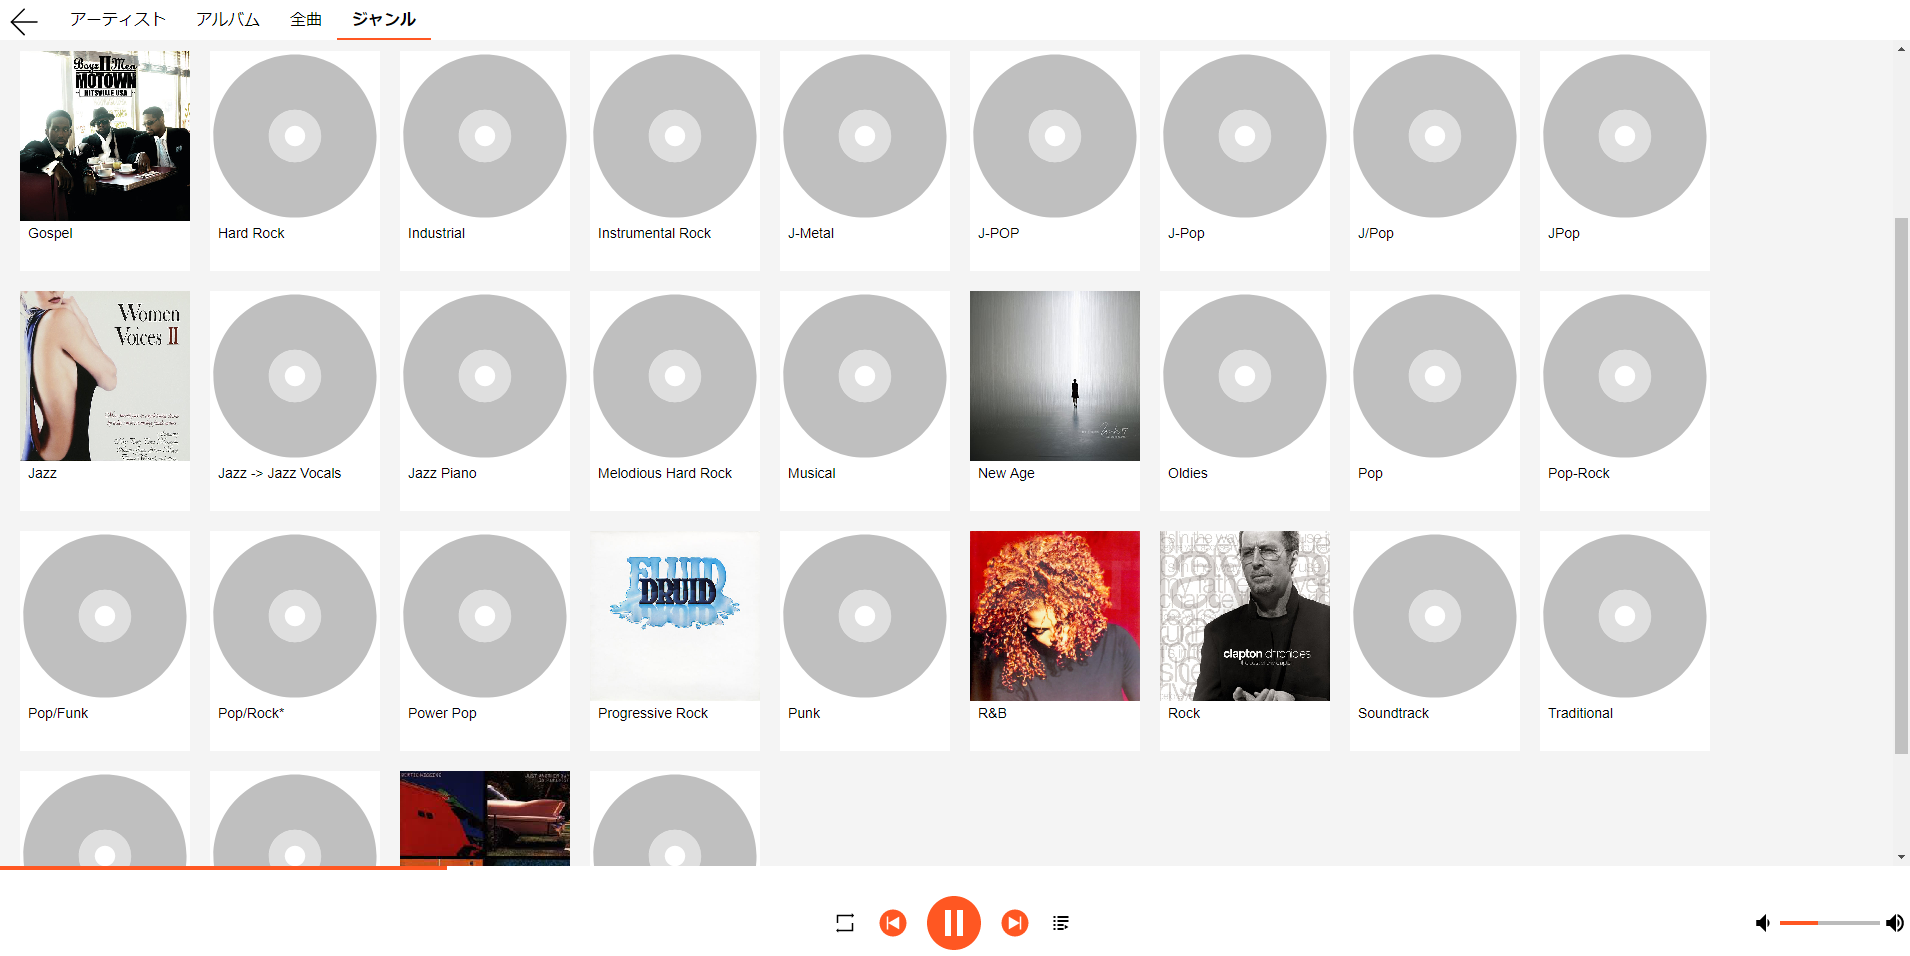 アーティスト アルバム 全曲 ジャンル
Boyz II Men
MOTOWN
HITSVILLE USA
Gospel
Hard Rock
Industrial
Instrumental Rock
J-Metal
J-POP
J-Pop
J/Pop
JPop
Women
Voices II
Jazz
Jazz -> Jazz Vocals
Jazz Piano
Melodious Hard Rock
Musical
New Age
Oldies
Pop
Pop-Rock
Pop/Funk
Pop/Rock*
Power Pop
FLUID
DRUID
Progressive Rock
Punk
R&B
clapton chronicles
Rock
Soundtrack
Traditional